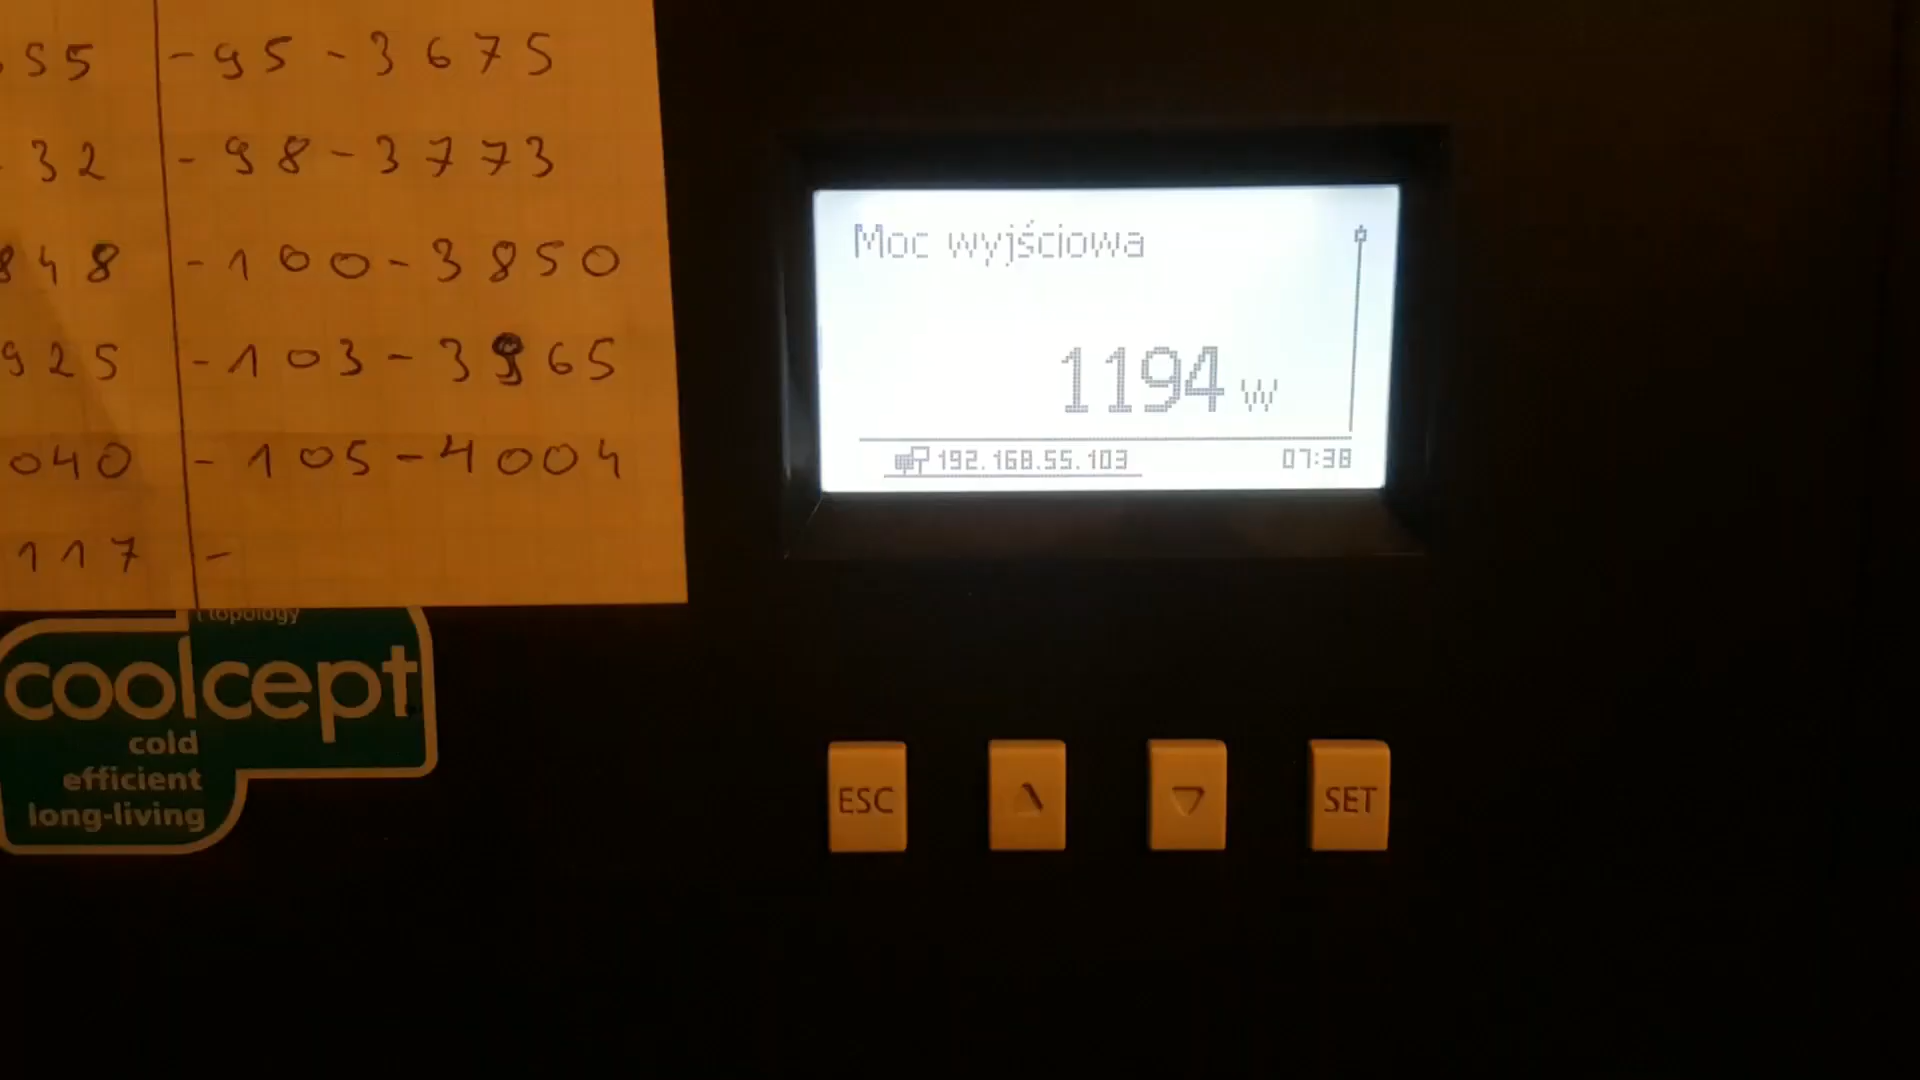 55 - 95 - 3675
32 - 98 - 3773
848 - 100 - 3850
925 - 103 - 3965
040 - 105 - 4004
117 -
topology
coolcept
cold
efficient
long-living
Moc wyjściowa
1194 W
192.168.55.103 07:38
ESC SET